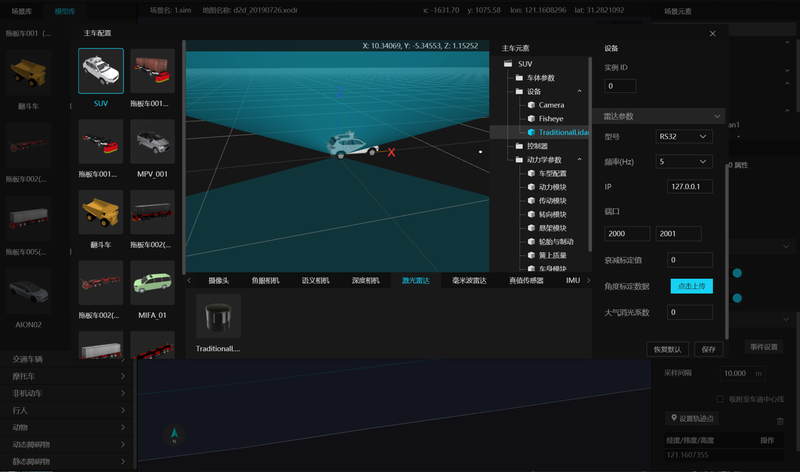 场景库 模型库 场景名: 1.sim 地图名称: d2d_20190726.xodr x: -1631.70 y: 1075.58 lon: 121.1608296 lat: 31.2821092 场景元素
拖板车001 (
翻斗车
拖板车002(
拖板车005(
AION02
交通车辆
摩托车
非机动车
行人
动物
动态障碍物
静态障碍物
主车配置
SUV 拖板车001...
拖板车001... MPV_001
翻斗车 拖板车002(...
拖板车002(... MIFA_01
X: 10.34069, Y: -5.34553, Z: 1.15252
X
摄像头 鱼眼相机 语义相机 深度相机 激光雷达 毫米波雷达 真值传感器 IMU
TraditionalL...
主车元素
SUV
车体参数
设备
Camera
Fisheye
TraditionalLidar
控制器
动力学参数
车型配置
动力模块
传动模块
转向模块
悬架模块
轮胎与制动
簧上质量
车身模块
设备
实例 ID
0
雷达参数
型号 RS32
频率(Hz) 5
IP 127.0.0.1
端口
2000 2001
衰减标定值 0
角度标定数据 点击上传
大气消光系数 0
恢复默认 保存
an1
0 属性
事件设置
采样间隔 10.000 m
吸附至车道中心线
设置轨迹点
经度/纬度/高度 操作
121.1607355
N